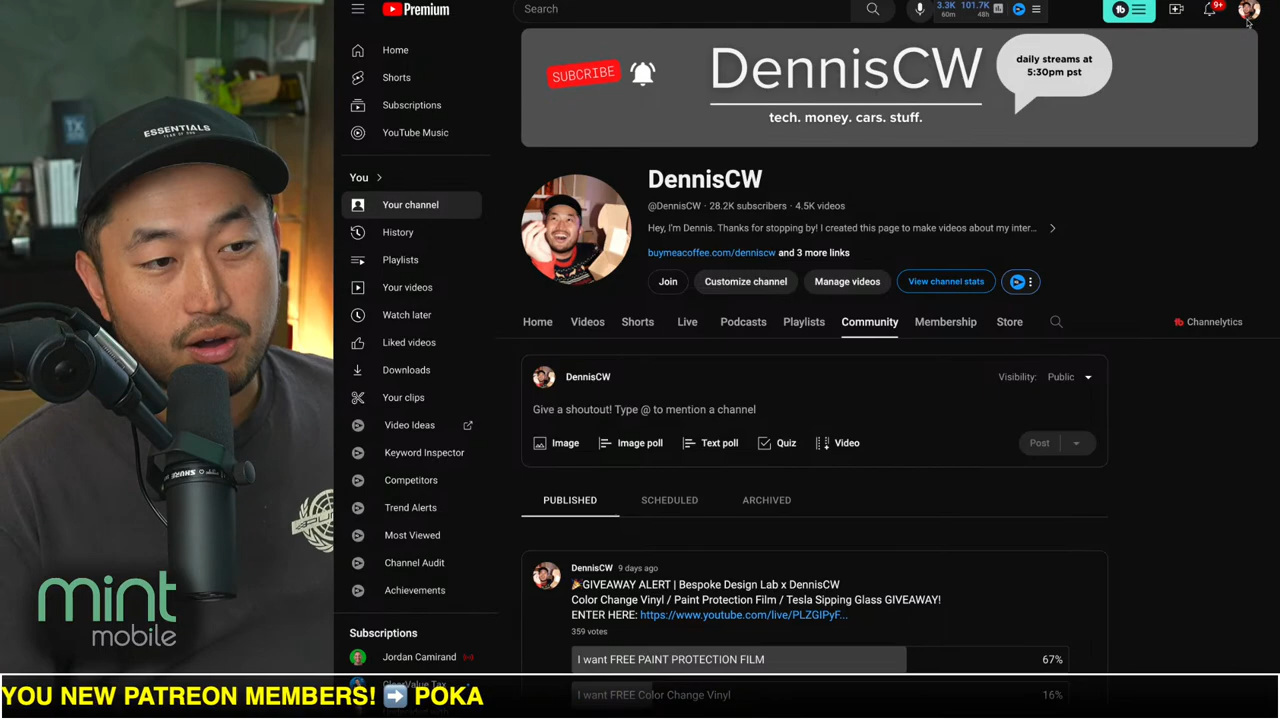 Premium
Search
3.3K 101.7K
60m 48h
9+
Home
Shorts
Subscriptions
YouTube Music
You
Your channel
History
Playlists
Your videos
Watch later
Liked videos
Downloads
Your clips
Video Ideas
Keyword Inspector
Competitors
Trend Alerts
Most Viewed
Channel Audit
Achievements
Subscriptions
Jordan Camirand
ClearValue Tax
SUBCRIBE
DennisCW
tech. money. cars. stuff.
daily streams at
5:30pm pst
DennisCW
@DennisCW · 28.2K subscribers · 4.5K videos
Hey, I'm Dennis. Thanks for stopping by! I created this page to make videos about my inter...
buymeacoffee.com/denniscw and 3 more links
Join Customize channel Manage videos View channel stats
Home Videos Shorts Live Podcasts Playlists Community Membership Store
Channelytics
DennisCW
Visibility: Public
Give a shoutout! Type @ to mention a channel
Image Image poll Text poll Quiz Video Post
PUBLISHED SCHEDULED ARCHIVED
DennisCW 9 days ago
🎉GIVEAWAY ALERT | Bespoke Design Lab x DennisCW
Color Change Vinyl / Paint Protection Film / Tesla Sipping Glass GIVEAWAY!
ENTER HERE: https://www.youtube.com/live/PLZGIPyF...
359 votes
I want FREE PAINT PROTECTION FILM 67%
I want FREE Color Change Vinyl 16%
ESSENTIALS
SHURE
mint
mobile
YOU NEW PATREON MEMBERS! ➡️ POKA